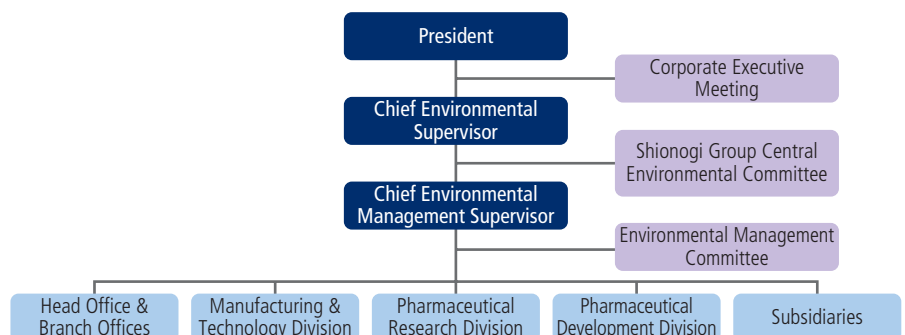 President
Corporate Executive
Meeting
Chief Environmental
Supervisor
Shionogi Group Central
Environmental Committee
Chief Environmental
Management Supervisor
Environmental Management
Committee
Head Office &
Branch Offices
Manufacturing &
Technology Division
Pharmaceutical
Research Division
Pharmaceutical
Development Division
Subsidiaries